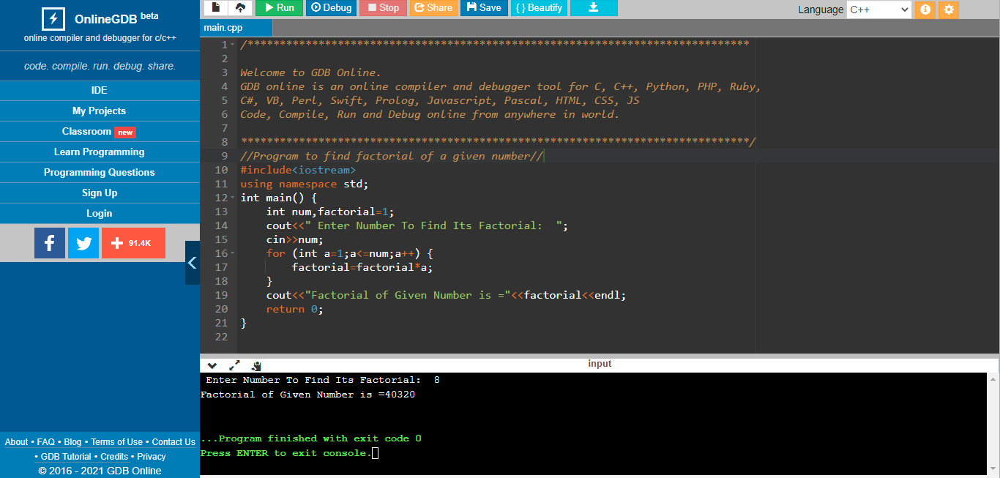 OnlineGDB beta
online compiler and debugger for c/c++
code. compile. run. debug. share.
IDE
My Projects
Classroom new
Learn Programming
Programming Questions
Sign Up
Login
f
+ 91.4K
About • FAQ • Blog • Terms of Use • Contact Us
• GDB Tutorial • Credits • Privacy
© 2016 - 2021 GDB Online
Run Debug Stop Share Save { } Beautify
Language C++
main.cpp
1 /******************************************************************************
2
3 Welcome to GDB Online.
4 GDB online is an online compiler and debugger tool for C, C++, Python, PHP, Ruby,
5 C#, VB, Perl, Swift, Prolog, Javascript, Pascal, HTML, CSS, JS
6 Code, Compile, Run and Debug online from anywhere in world.
7
8 *******************************************************************************/
9 //Program to find factorial of a given number//
10 #include<iostream>
11 using namespace std;
12 int main() {
13     int num,factorial=1;
14     cout<<" Enter Number To Find Its Factorial:  ";
15     cin>>num;
16     for (int a=1;a<=num;a++) {
17         factorial=factorial*a;
18     }
19     cout<<"Factorial of Given Number is ="<<factorial<<endl;
20     return 0;
21 }
22
input
 Enter Number To Find Its Factorial:  8
Factorial of Given Number is =40320
...Program finished with exit code 0
Press ENTER to exit console.